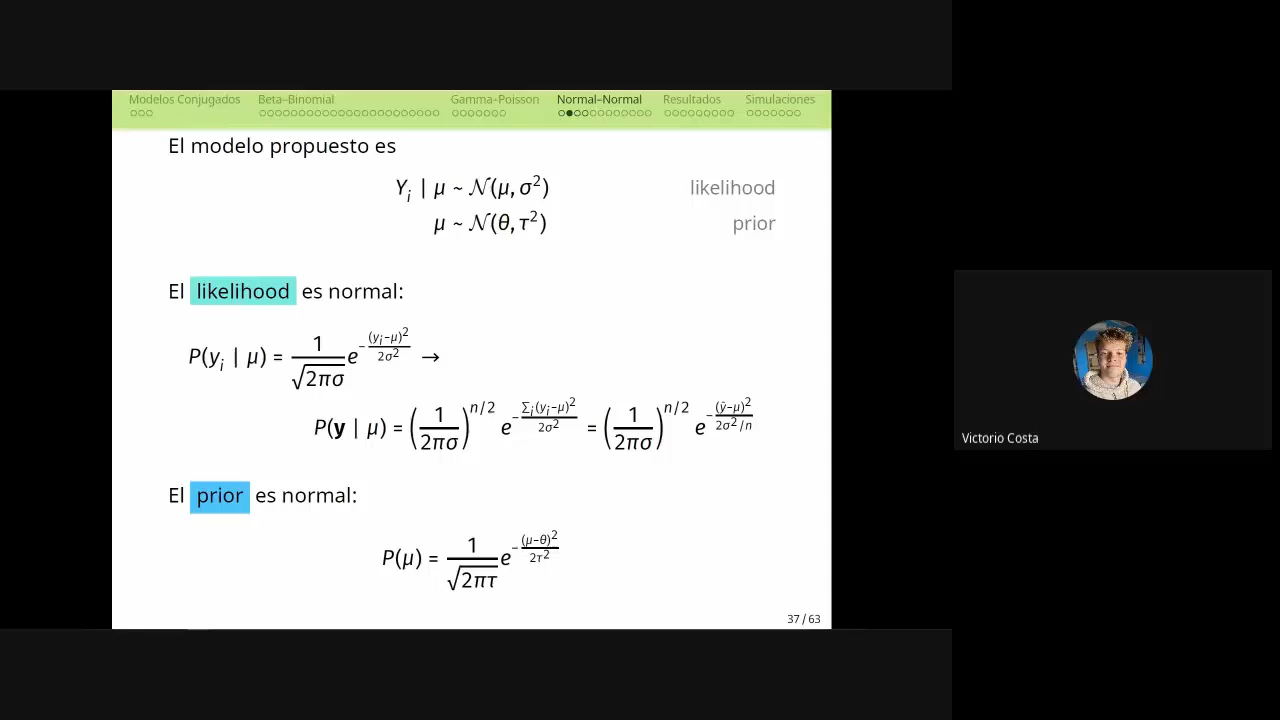 Modelos Conjugados Beta–Binomial Gamma–Poisson Normal–Normal Resultados Simulaciones
El modelo propuesto es
Y_i | μ ~ 𝒩(μ, σ²) likelihood
μ ~ 𝒩(θ, τ²) prior
El likelihood es normal:
P(y_i | μ) = 1/√(2πσ) e^{−(y_i−μ)²/2σ²} →
P(𝐲 | μ) = (1/2πσ)^{n/2} e^{−∑_i(y_i−μ)²/2σ²} = (1/2πσ)^{n/2} e^{−(ȳ−μ)²/2σ²/n}
El prior es normal:
P(μ) = 1/√(2πτ) e^{−(μ−θ)²/2τ²}
37 / 63
Victorio Costa